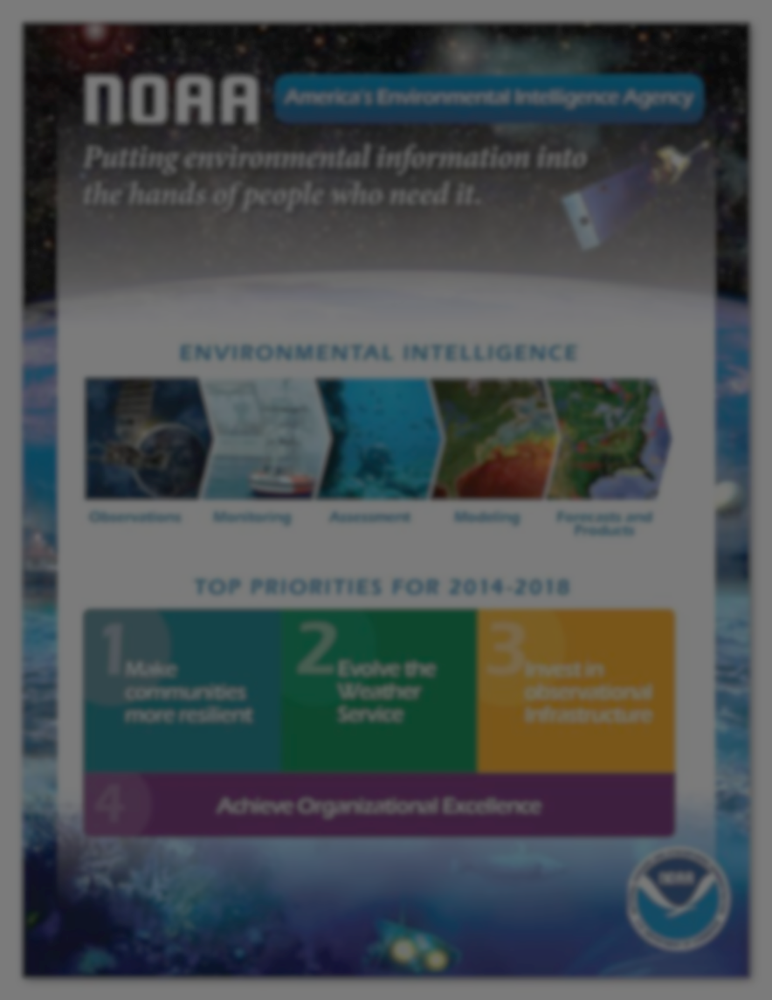 NOAA America's Environmental Intelligence Agency
Putting environmental information into
the hands of people who need it.
ENVIRONMENTAL INTELLIGENCE
Observations Monitoring Assessment Modeling Forecasts and
Products
TOP PRIORITIES FOR 2014-2018
1 Make
communities
more resilient
2 Evolve the
Weather
Service
3 Invest in
observational
Infrastructure
4 Achieve Organizational Excellence
NOAA